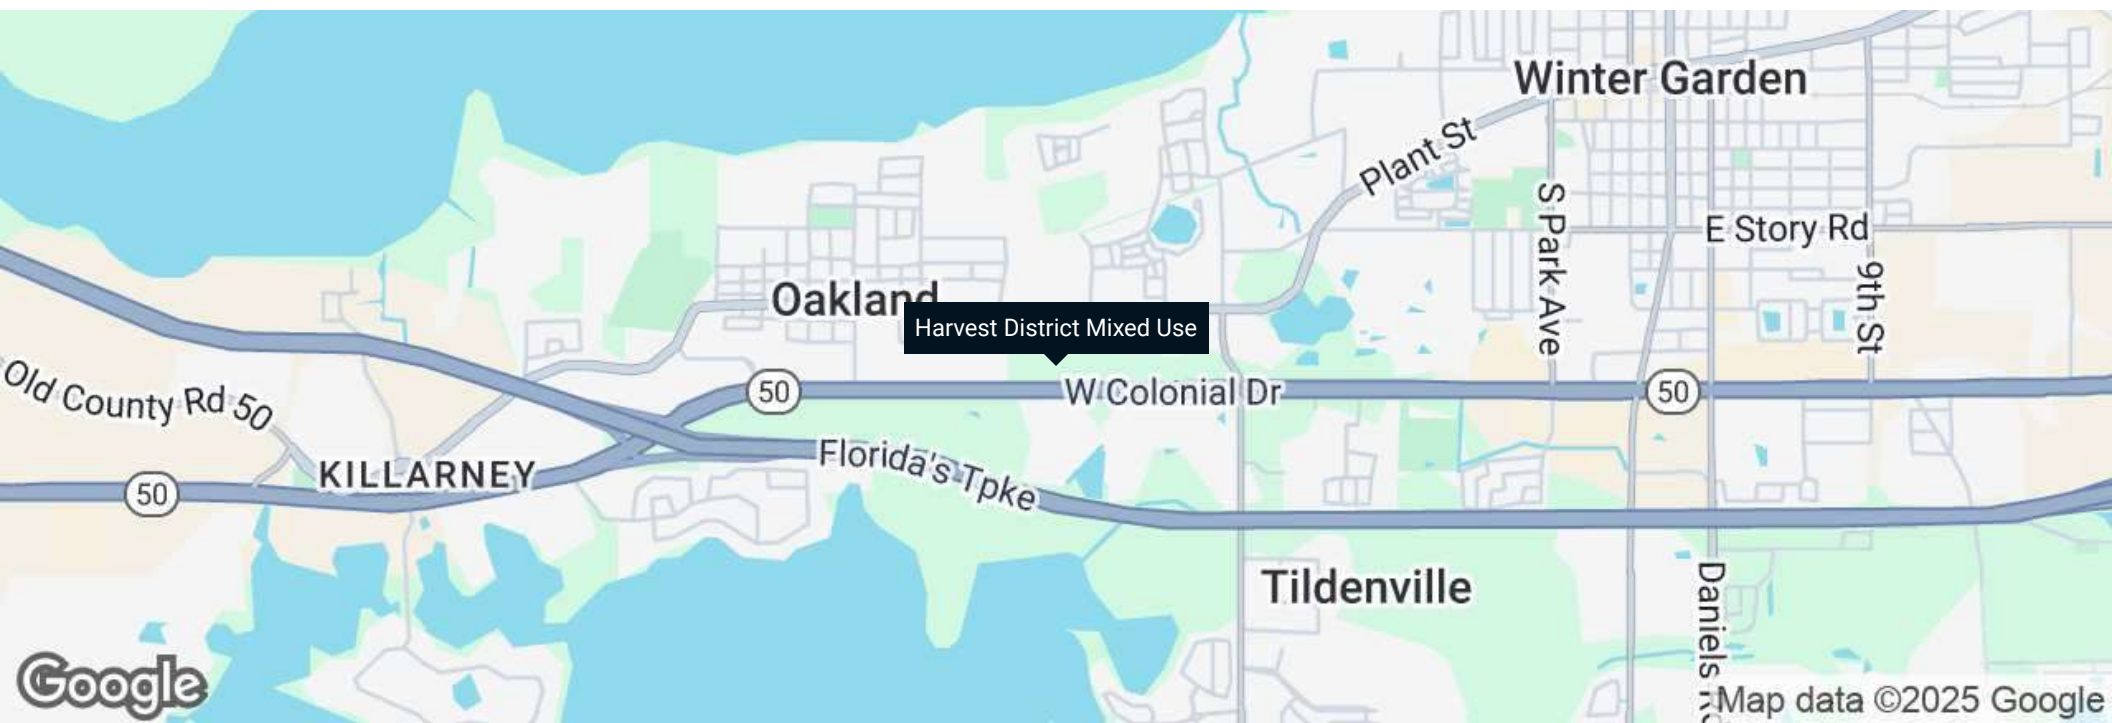 Winter Garden
Plant St
S Park Ave
E Story Rd
9th St
Oakland
Harvest District Mixed Use
50
W Colonial Dr
50
Old County Rd 50
Florida's Tpke
KILLARNEY
50
Tildenville
Daniels
Google
Map data ©2025 Google